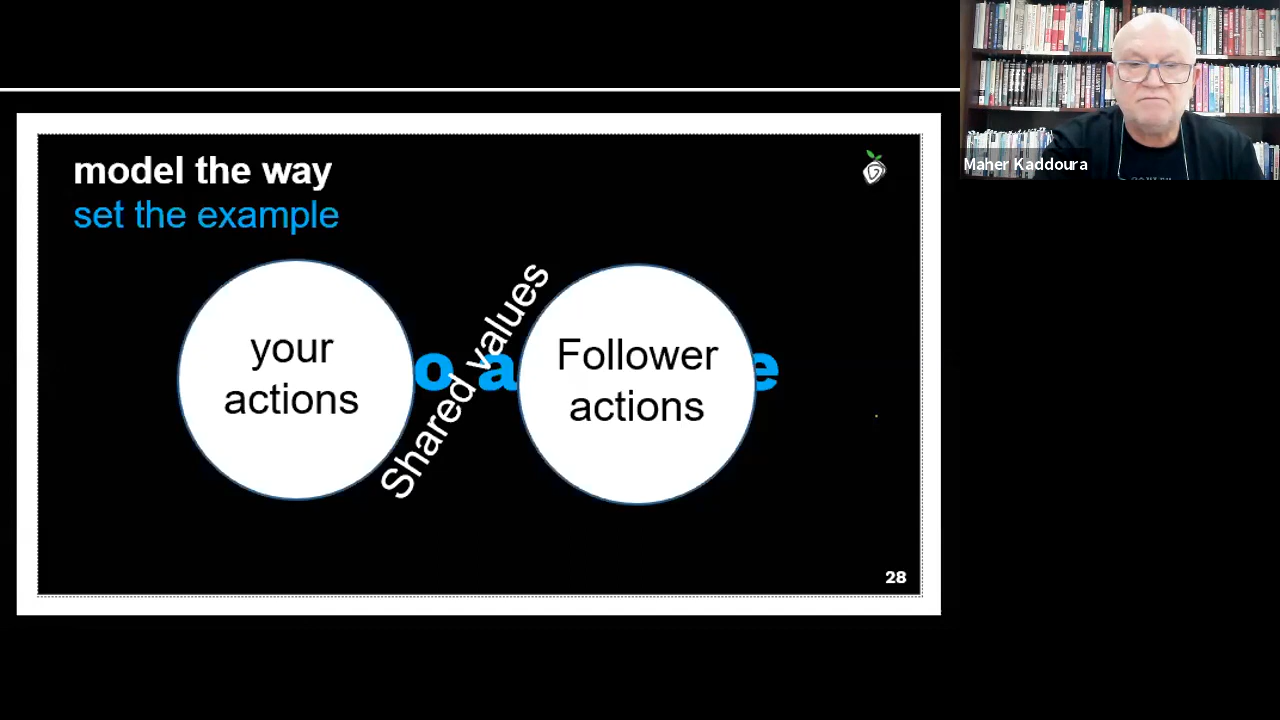 model the way
set the example
your
actions
Shared values
Follower
actions
28
Maher Kaddoura